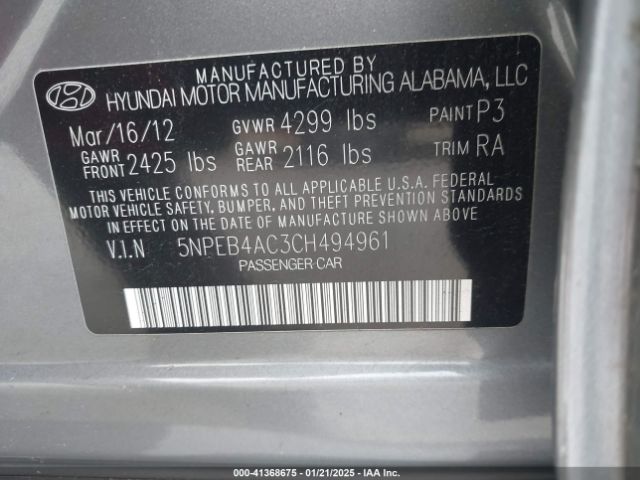 MANUFACTURED BY
HYUNDAI MOTOR MANUFACTURING ALABAMA, LLC
Mar/16/12 GVWR 4299 lbs PAINT P3
GAWR FRONT 2425 lbs GAWR REAR 2116 lbs TRIM RA
THIS VEHICLE CONFORMS TO ALL APPLICABLE U.S.A. FEDERAL
MOTOR VEHICLE SAFETY, BUMPER, AND THEFT PREVENTION STANDARDS
IN EFFECT ON THE DATE OF MANUFACTURE SHOWN ABOVE.
V.I.N 5NPEB4AC3CH494961
PASSENGER CAR
00-41368675 - 01/21/2025 - IAA Inc.